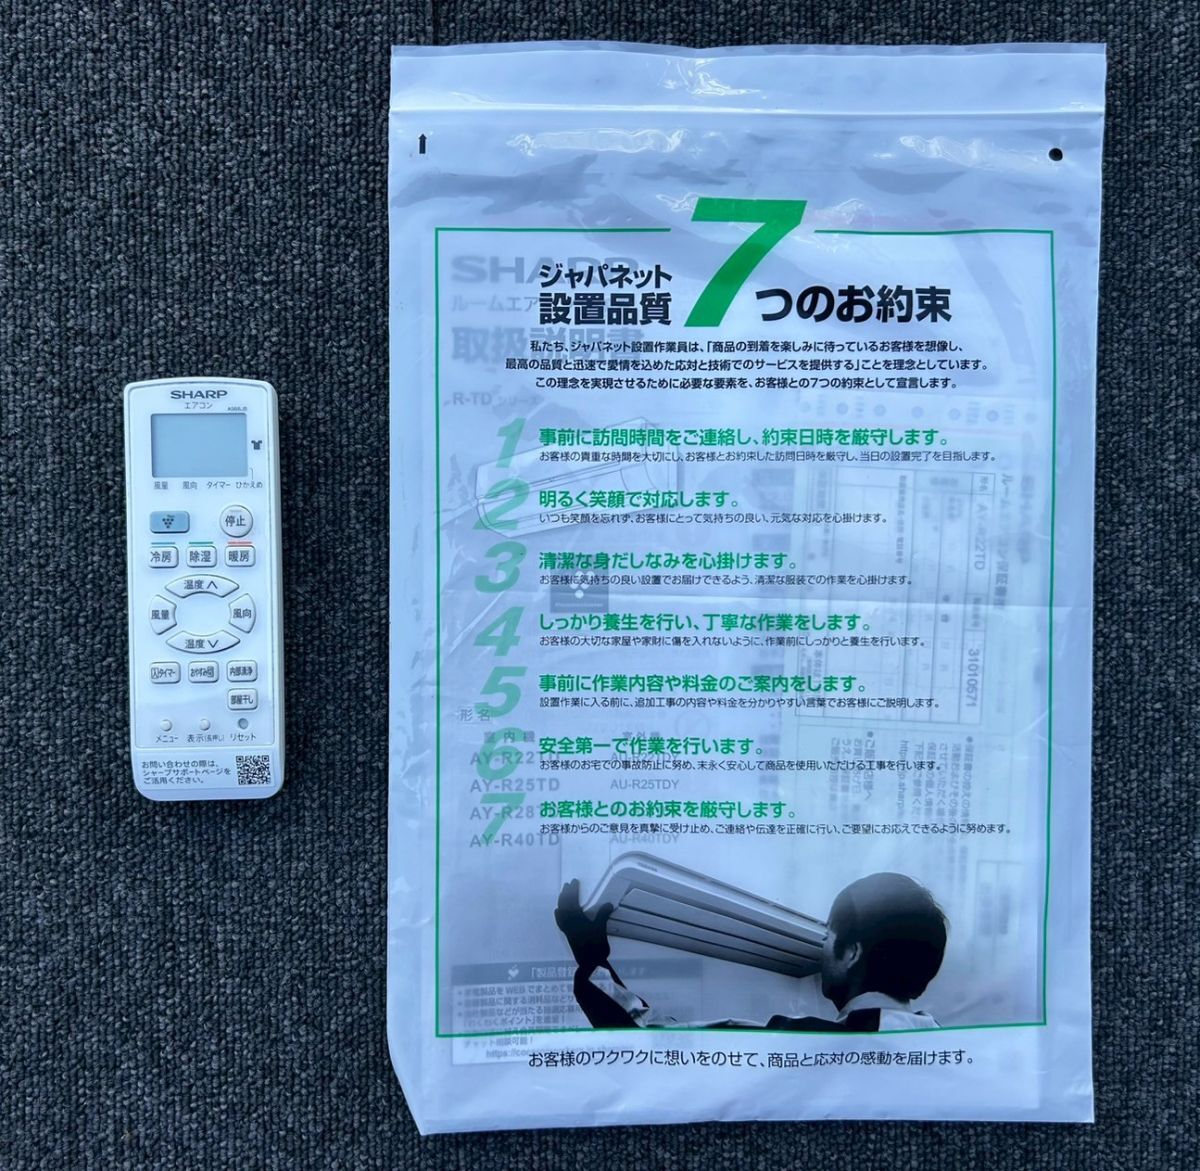 SHARP
エアコン
風量 風向 タイマー ひかえめ
停止
冷房 除湿 暖房
温度
風量 風向
温度
入タイマー おやすみ切 内部清浄
部屋干し
メニュー 表示(長押し) リセット
お問い合わせの際は、
シャープサポートページを
ご活用ください。
ジャパネット
設置品質
7つのお約束
私たち、ジャパネット設置作業員は、「商品の到着を楽しみに待っているお客様を想像し、
最高の品質と迅速で愛情を込めた応対と技術でのサービスを提供する」ことを理念としています。
この理念を実現させるために必要な要素を、お客様との7つの約束として宣言します。
1 事前に訪問時間をご連絡し、約束日時を厳守します。
お客様の貴重な時間を大切にし、お客様とお約束した訪問日時を厳守し、当日の設置完了を目指します。
2 明るく笑顔で対応します。
いつも笑顔を忘れず、お客様にとって気持ちの良い、元気な対応を心掛けます。
3 清潔な身だしなみを心掛けます。
お客様に気持ちの良い設置でお届けできるよう、清潔な服装での作業を心掛けます。
4 しっかり養生を行い、丁寧な作業をします。
お客様の大切な家屋や家財に傷を入れないように、作業前にしっかりと養生を行います。
5 事前に作業内容や料金のご案内をします。
設置作業に入る前に、追加工事の内容や料金を分かりやすい言葉でお客様にご説明します。
6 安全第一で作業を行います。
お客様のお宅での事故防止に努め、末永く安心して商品を使用いただける工事を行います。
7 お客様とのお約束を厳守します。
お客様からのご意見を真摯に受け止め、ご連絡や伝達を正確に行い、ご要望にお応えできるように努めます。
お客様のワクワクに想いをのせて、商品と応対の感動を届けます。
SHARP
ルームエア
取扱説明書
R-TD シリーズ
形名
AY-R25TD AU-R25TDY
AY-R28
AY-R40TD AU-R40TDY
31010571